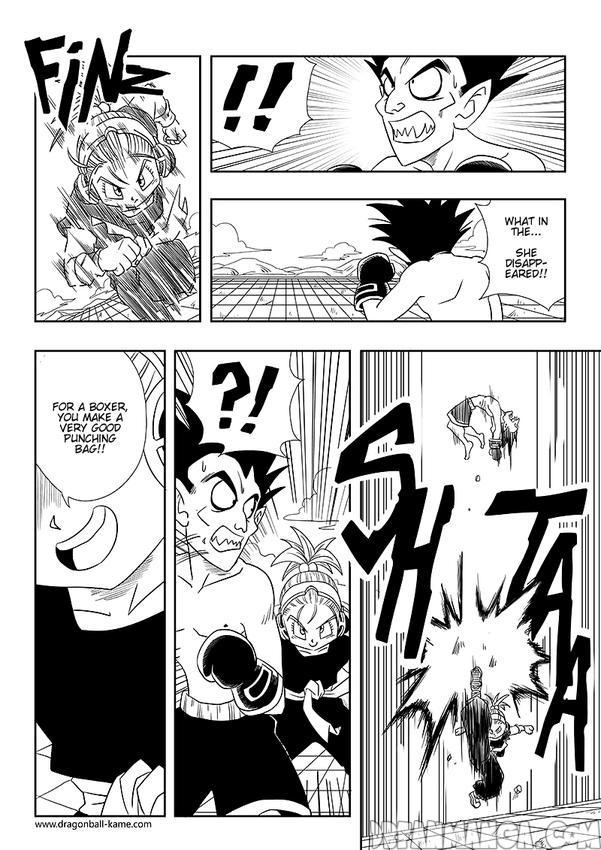 FINZ
!!
WHAT IN
THE...
SHE
DISAPP-
EARED!!
FOR A BOXER,
YOU MAKE A
VERY GOOD
PUNCHING
BAG!!
?!
SHTAAA
www.dragonball-kame.com